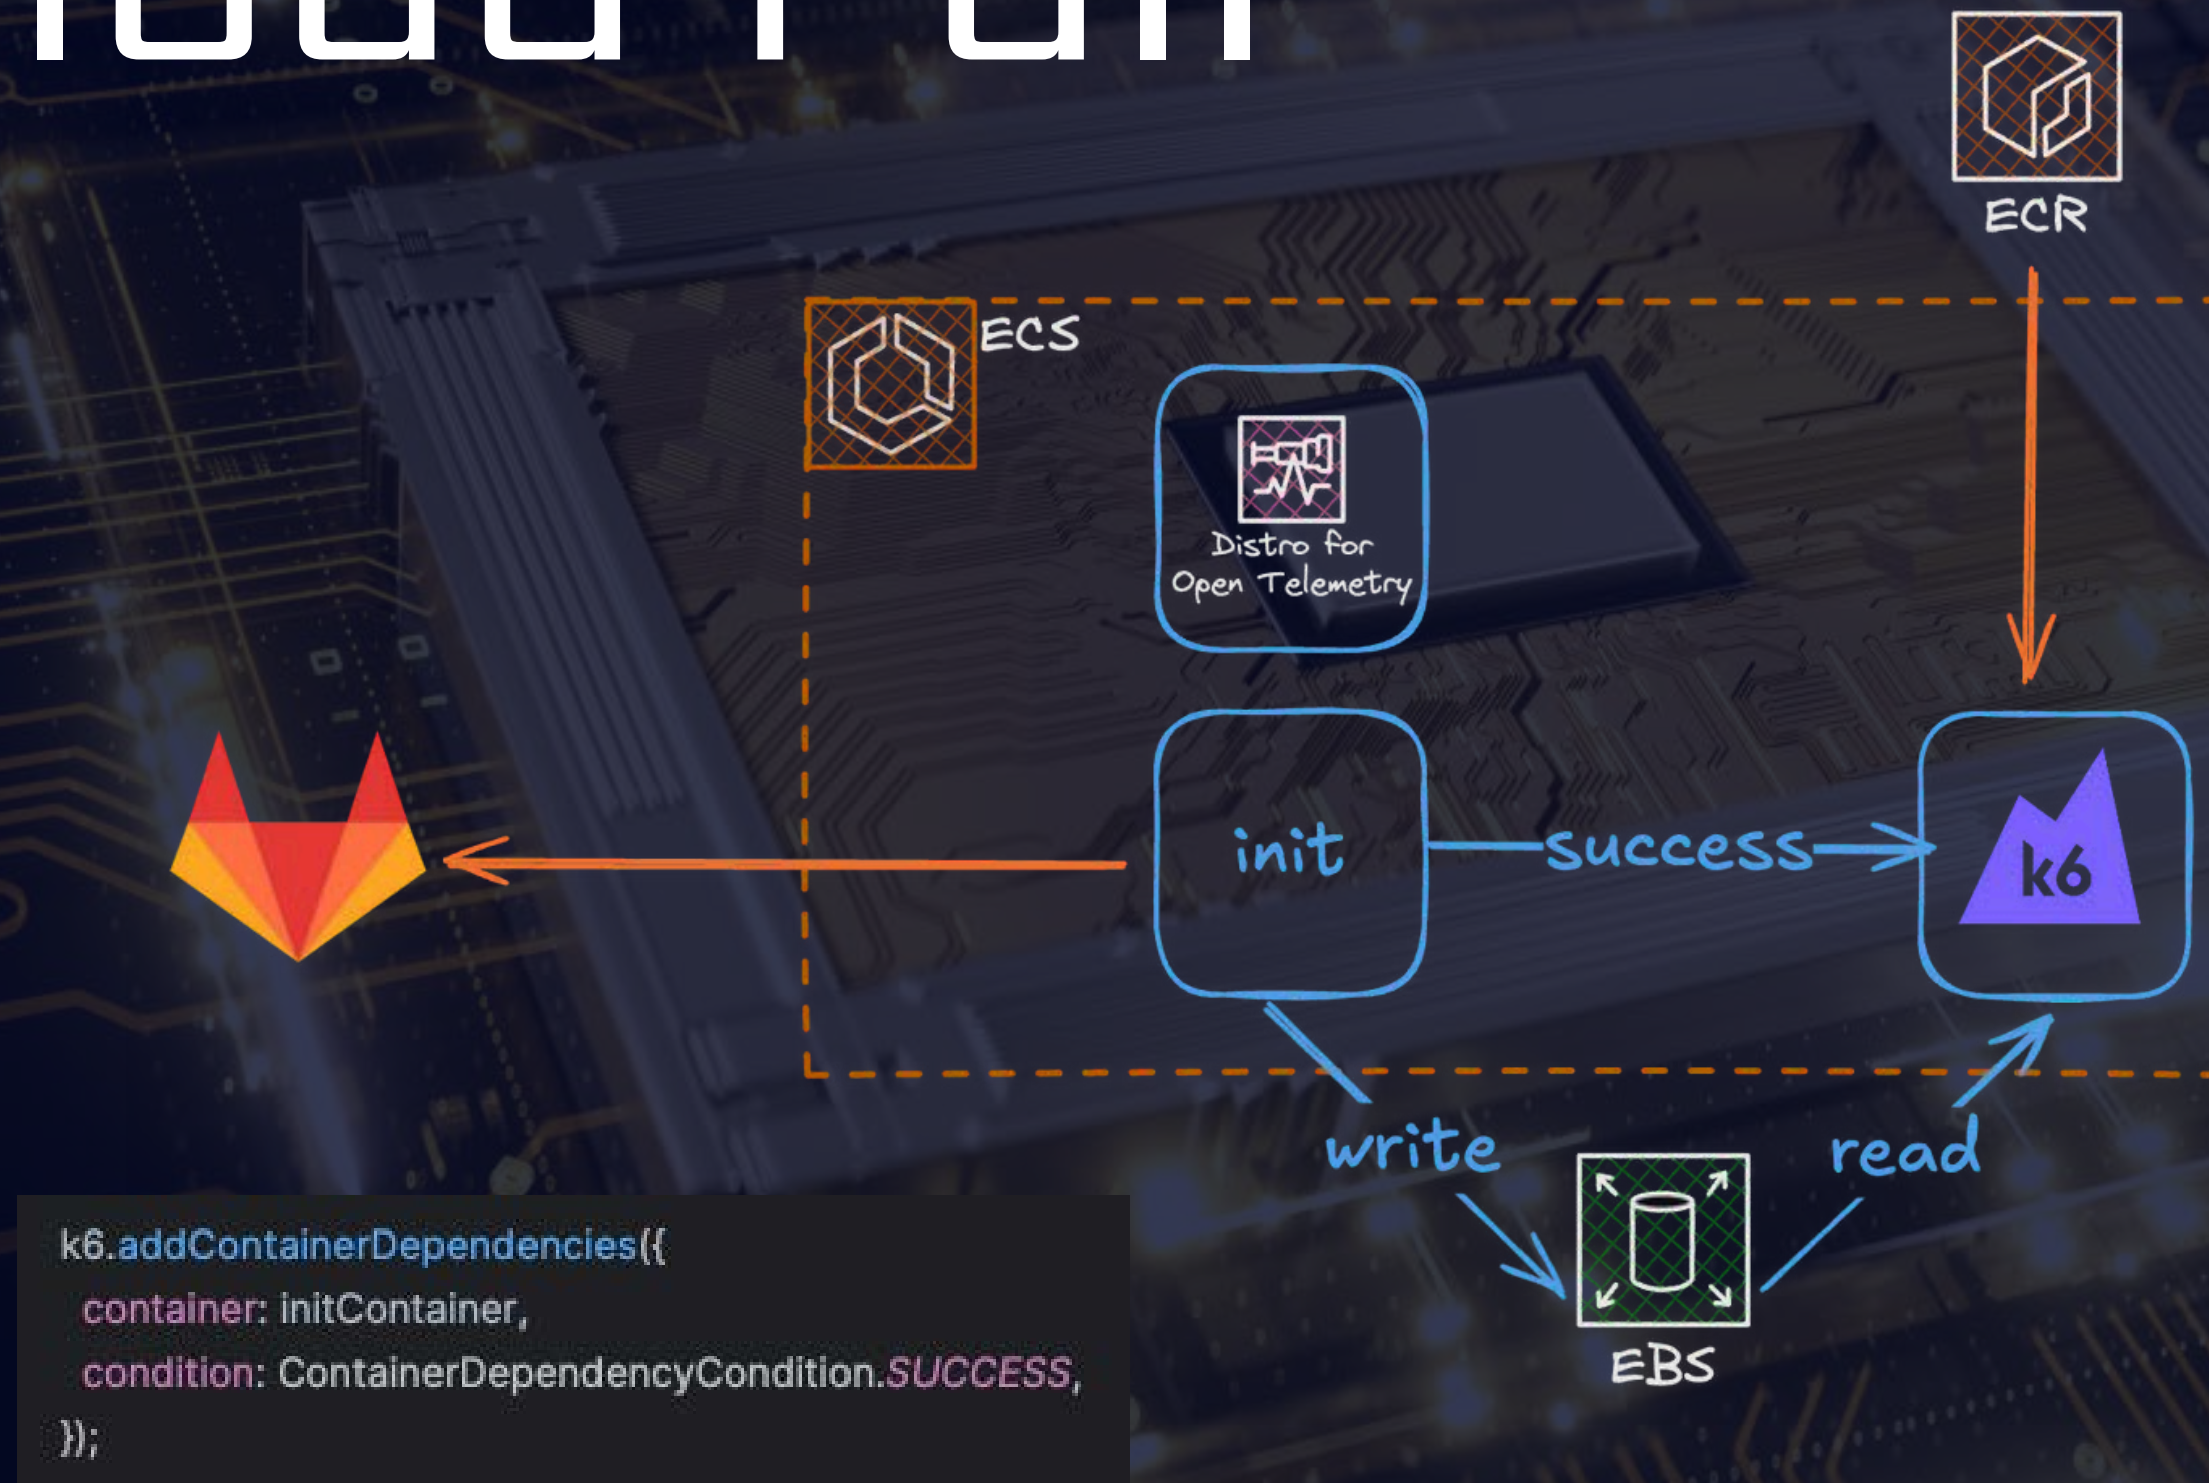 ECR
ECS
Distro for
Open Telemetry
init
success
k6
write
read
EBS
k6.addContainerDependencies({
container: initContainer,
condition: ContainerDependencyCondition.SUCCESS,
});